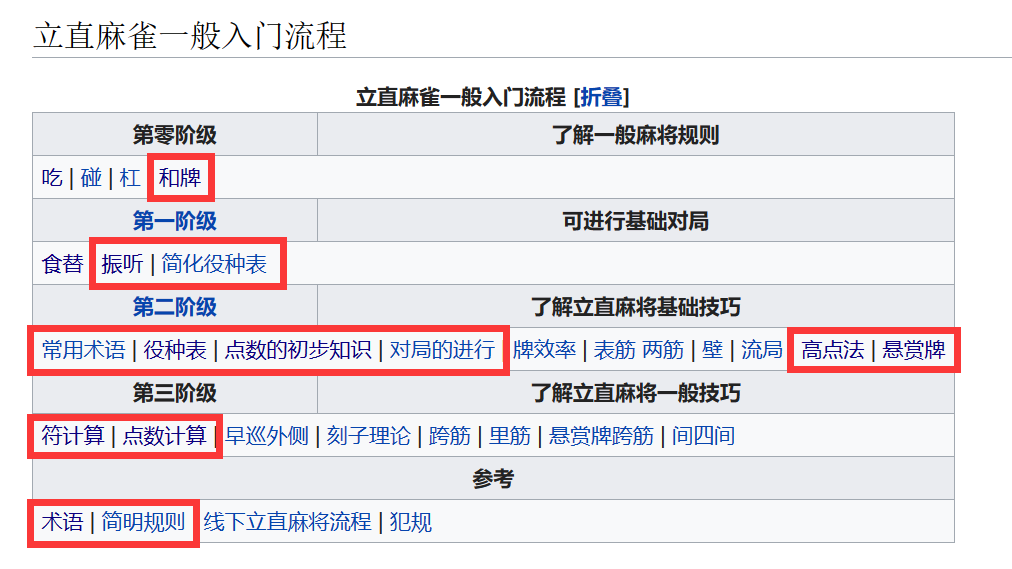 立直麻雀一般入门流程
立直麻雀一般入门流程 [折叠]
第零阶级 了解一般麻将规则
吃 | 碰 | 杠 和牌
第一阶级 可进行基础对局
食替 振听 | 简化役种表
第二阶级 了解立直麻将基础技巧
常用术语 | 役种表 | 点数的初步知识 | 对局的进行 | 牌效率 | 表筋 两筋 | 壁 | 流局 高点法 | 悬赏牌
第三阶级 了解立直麻将一般技巧
符计算 | 点数计算 | 早巡外侧 | 刻子理论 | 跨筋 | 里筋 | 悬赏牌跨筋 | 间四间
参考
术语 | 简明规则 线下立直麻将流程 | 犯规